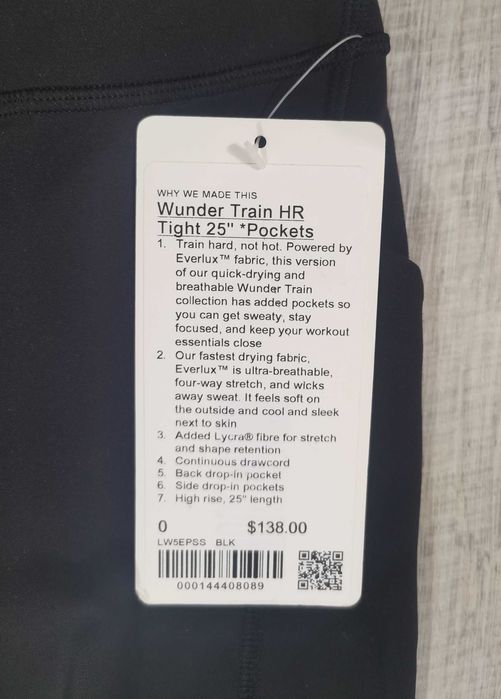 WHY WE MADE THIS
Wunder Train HR
Tight 25" *Pockets
1. Train hard, not hot. Powered by
Everlux™ fabric, this version
of our quick-drying and
breathable Wunder Train
collection has added pockets so
you can get sweaty, stay
focused, and keep your workout
essentials close
2. Our fastest drying fabric,
Everlux™ is ultra-breathable,
four-way stretch, and wicks
away sweat. It feels soft on
the outside and cool and sleek
next to skin
3. Added Lycra® fibre for stretch
and shape retention
4. Continuous drawcord
5. Back drop-in pocket
6. Side drop-in pockets
7. High rise, 25" length
0 $138.00
LW5EPSS BLK
000144408089